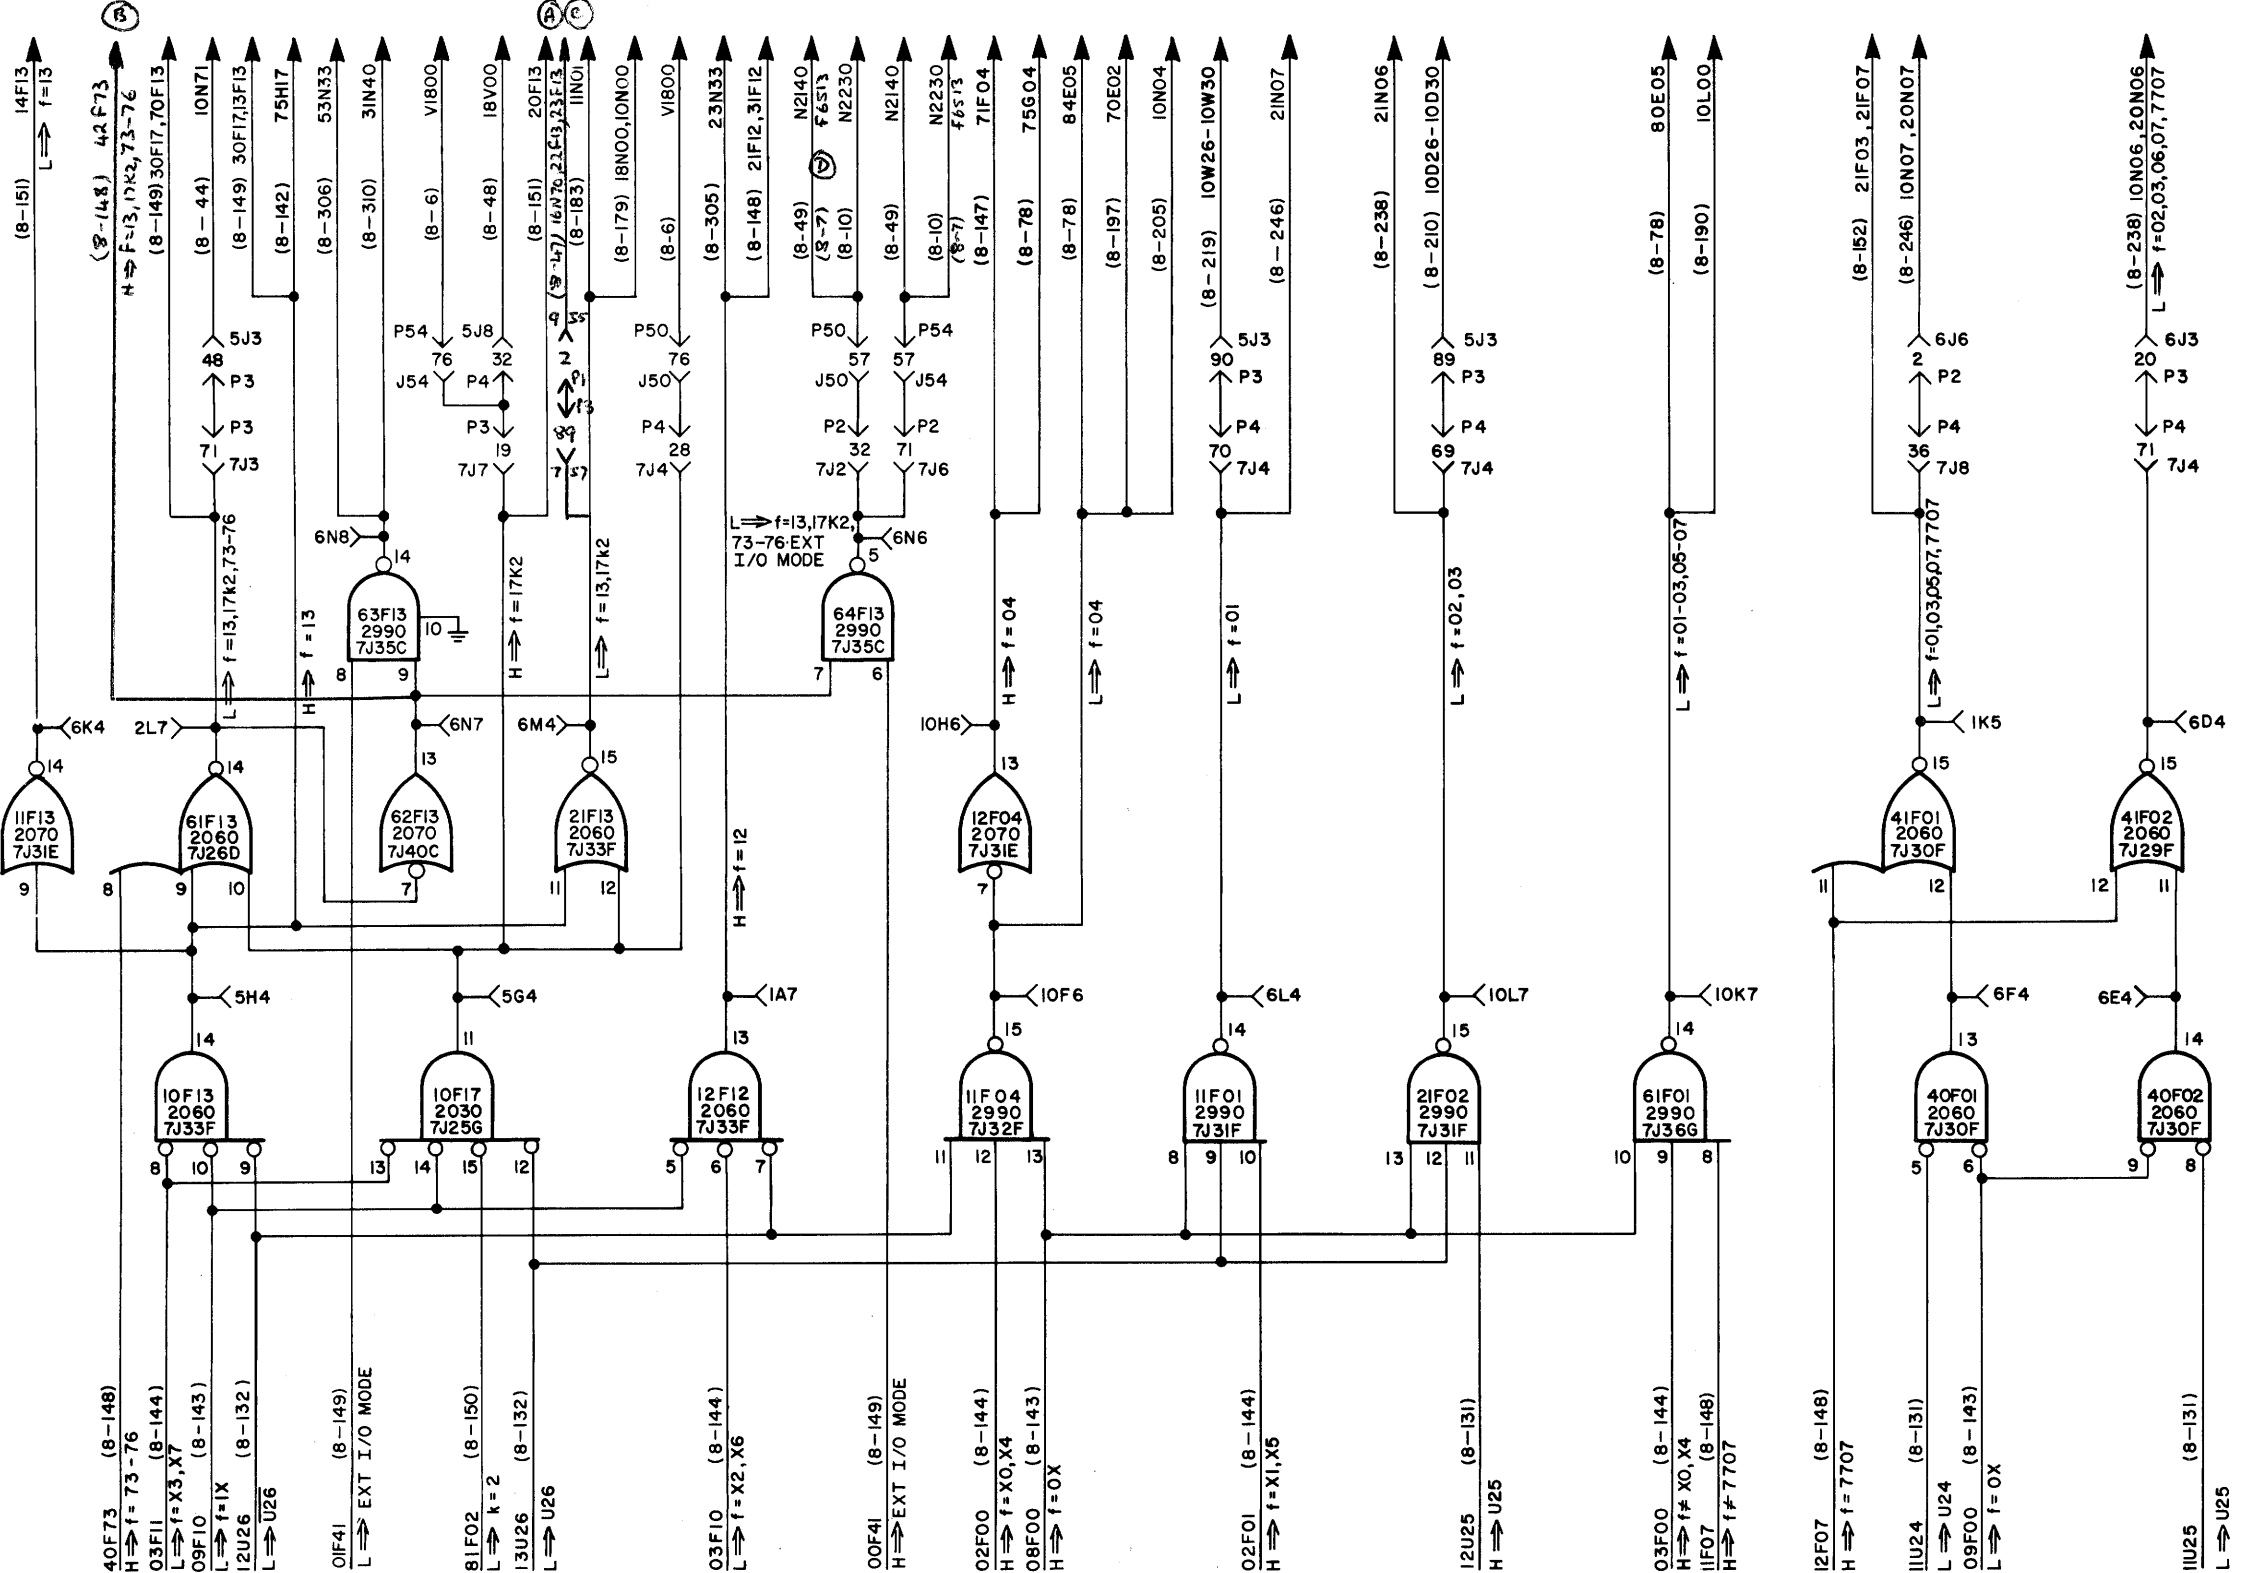 B
A C
14F13
L ⟹ f=13
(8-151)
42F73
(8-148)
H ⟹ F=13,17K2,73-76
(8-149) 30F17,70F13
10N71
(8-44)
(8-149) 30F17,13F13
75H17
(8-142)
53N33
(8-306)
31N40
(8-310)
V1800
(8-6)
18V00
(8-48)
20F13
(8-151)
(8-47) 16N70,22F13,23F13
11N01
(8-183)
(8-179) 18N00,10N00
V1800
(8-6)
23N33
(8-305)
(8-148) 21F12,31F12
N2140
(8-49)
f6513
(8-7)
D
N2230
(8-10)
N2140
(8-49)
N2230
(8-10)
f6513
(8-7)
71F04
(8-147)
75G04
(8-78)
84E05
(8-78)
70E02
(8-197)
10N04
(8-205)
(8-219) 10W26-10W30
21N07
(8-246)
21N06
(8-238)
(8-210) 10D26-10D30
80E05
(8-78)
10L00
(8-190)
(8-152) 21F03,21F07
(8-246) 10N07,20N07
(8-238) 10N06,20N06
L ⟹ f=02,03,06,07,7707
5J3
48
P3
P3
71
7J3
P54
76
J54
5J8
32
P4
P3
19
7J7
9 J5
2
P1
P3
89
7 J7
P50
76
J50
P4
28
7J4
P50
57
J50
P2
32
7J2
P54
57
J54
P2
71
7J6
5J3
90
P3
P4
70
7J4
5J3
89
P3
P4
69
7J4
6J6
2
P2
P4
36
7J8
6J3
20
P3
P4
71
7J4
L ⟹ f=13,17K2,73-76
H ⟹ f=13
6N8
14
63F13
2990
7J35C
10
8 9
H ⟹ f=17K2
L ⟹ f=13,17k2
L ⟹ f=13,17K2,
73-76·EXT
I/O MODE
6N6
5
64F13
2990
7J35C
7 6
H ⟹ f=04
L ⟹ f=04
L ⟹ f=01
L ⟹ f=02,03
L ⟹ f=01-03,05-07
L ⟹ f=01,03,05,07,7707
6K4
14
11F13
2070
7J31E
9
2L7
14
61F13
2060
7J26D
8 9 10
6N7
13
62F13
2070
7J40C
7
6M4
15
21F13
2060
7J33F
11 12
H ⟹ f=12
10H6
13
12F04
2070
7J31E
7
1K5
15
41F01
2060
7J30F
11 12
6D4
15
41F02
2060
7J29F
12 11
5H4
14
10F13
2060
7J33F
8 10 9
5G4
11
10F17
2030
7J25G
13 14 15 12
1A7
13
12F12
2060
7J33F
5 6 7
10F6
15
11F04
2990
7J32F
11 12 13
6L4
14
11F01
2990
7J31F
8 9 10
10L7
15
21F02
2990
7J31F
13 12 11
10K7
14
61F01
2990
7J36G
10 9 8
6F4
13
40F01
2060
7J30F
5 6
6E4
14
40F02
2060
7J30F
9 8
40F73 (8-148)
H ⟹ f=73-76
03F11 (8-144)
L ⟹ f=X3,X7
09F10 (8-143)
L ⟹ f=1X
12U26 (8-132)
L ⟹ U26
01F41 (8-149)
L ⟹ EXT I/O MODE
81F02 (8-150)
L ⟹ k=2
13U26 (8-132)
L ⟹ U26
03F10 (8-144)
L ⟹ f=X2,X6
00F41 (8-149)
H ⟹ EXT I/O MODE
02F00 (8-144)
H ⟹ f=X0,X4
08F00 (8-143)
H ⟹ f=0X
02F01 (8-144)
H ⟹ f=X1,X5
12U25 (8-131)
H ⟹ U25
03F00 (8-144)
H ⟹ f≠X0,X4
11F07 (8-148)
H ⟹ f≠7707
12F07 (8-148)
H ⟹ f=7707
11U24 (8-131)
L ⟹ U24
09F00 (8-143)
L ⟹ f=0X
11U25 (8-131)
L ⟹ U25